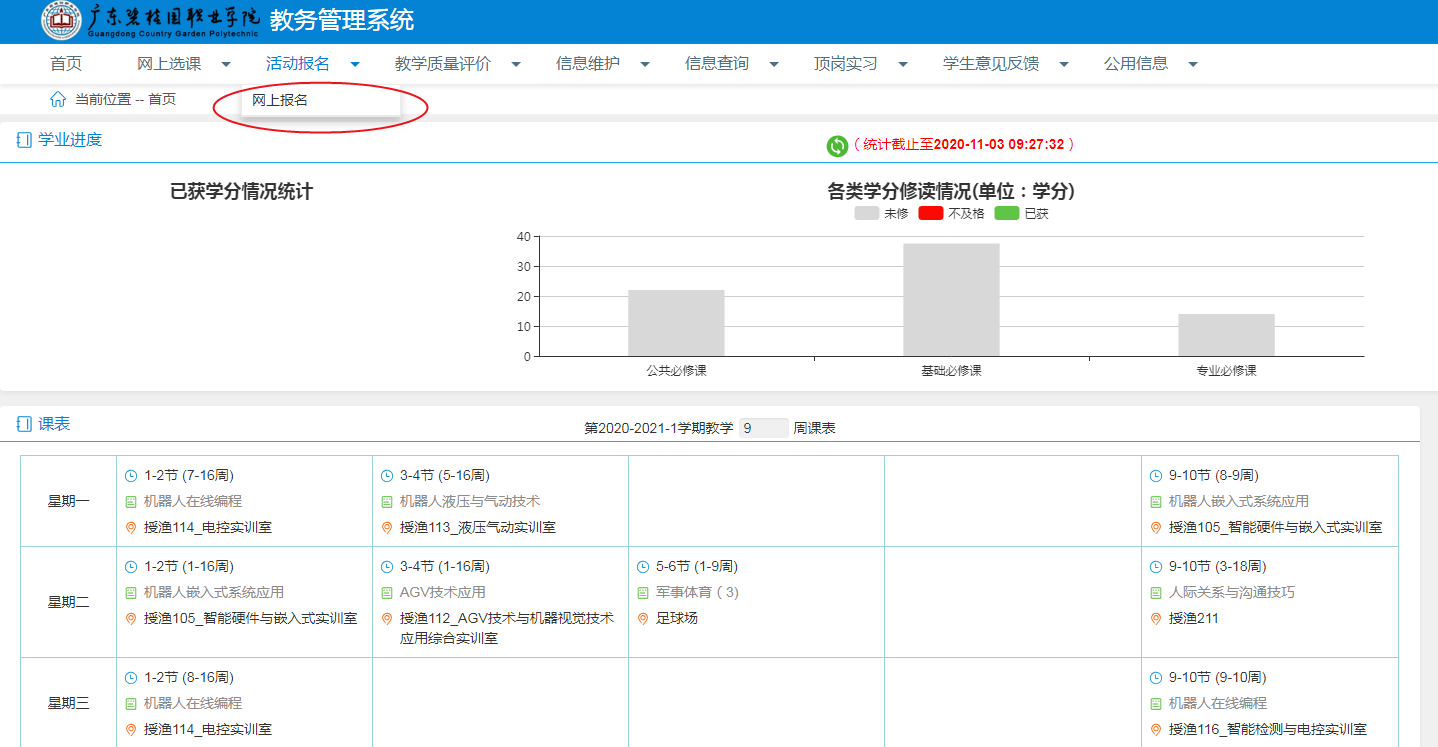 广东碧桂园职业学院 教务管理系统
Guangdong Country Garden Polytechnic
首页 网上选课 活动报名 教学质量评价 信息维护 信息查询 顶岗实习 学生意见反馈 公用信息
当前位置 -- 首页 网上报名
学业进度 （统计截止至2020-11-03 09:27:32 ）
已获学分情况统计
各类学分修读情况(单位：学分)
未修 不及格 已获
40
30
20
10
0
公共必修课 基础必修课 专业必修课
课表 第2020-2021-1学期教学 9 周课表
星期一
1-2节 (7-16周)
机器人在线编程
授渔114_电控实训室
3-4节 (5-16周)
机器人液压与气动技术
授渔113_液压气动实训室
9-10节 (8-9周)
机器人嵌入式系统应用
授渔105_智能硬件与嵌入式实训室
星期二
1-2节 (1-16周)
机器人嵌入式系统应用
授渔105_智能硬件与嵌入式实训室
3-4节 (1-16周)
AGV技术应用
授渔112_AGV技术与机器视觉技术
应用综合实训室
5-6节 (1-9周)
军事体育（3)
足球场
9-10节 (3-18周)
人际关系与沟通技巧
授渔211
星期三
1-2节 (8-16周)
机器人在线编程
授渔114_电控实训室
9-10节 (9-10周)
机器人在线编程
授渔116_智能检测与电控实训室